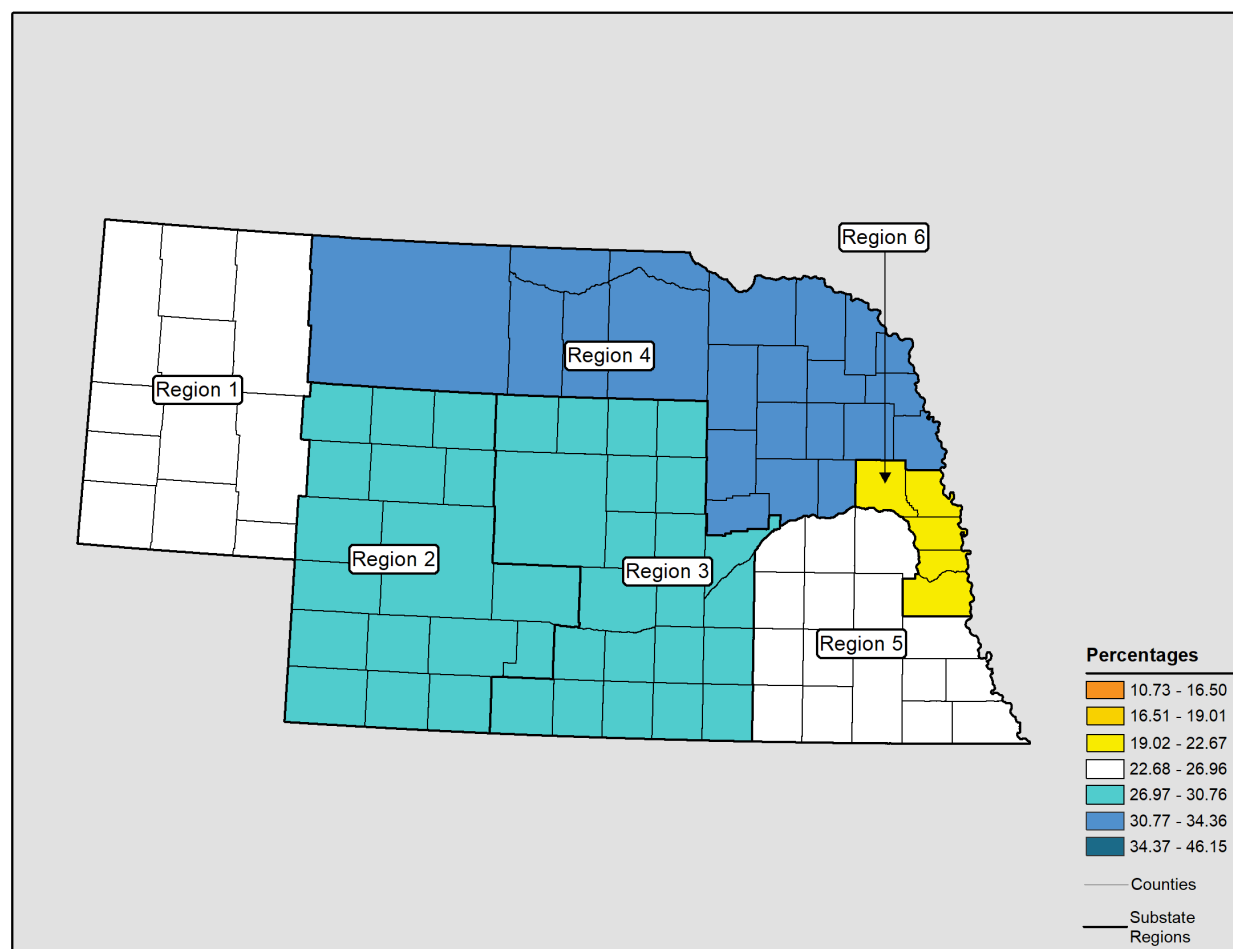 Region 6
Region 4
Region 1
Region 2
Region 3
Region 5
Percentages
10.73 - 16.50
16.51 - 19.01
19.02 - 22.67
22.68 - 26.96
26.97 - 30.76
30.77 - 34.36
34.37 - 46.15
Counties
Substate
Regions